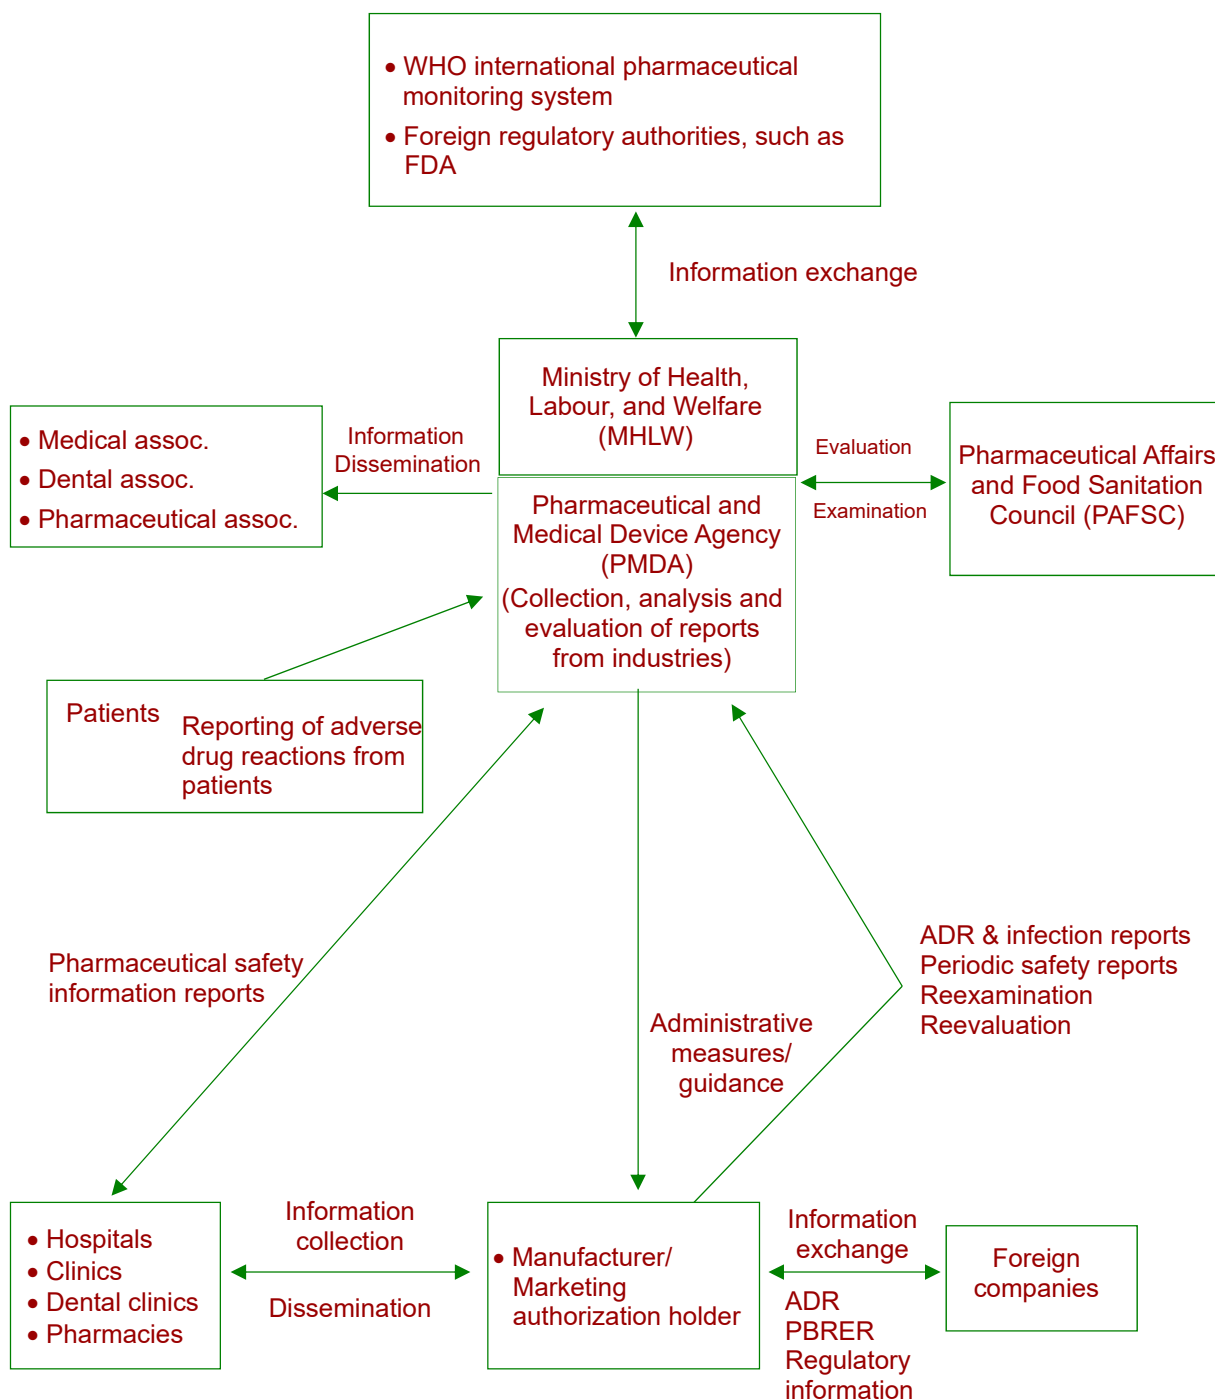 • WHO international pharmaceutical
monitoring system
• Foreign regulatory authorities, such as
FDA
Information exchange
Ministry of Health,
Labour, and Welfare
(MHLW)
• Medical assoc.
• Dental assoc.
• Pharmaceutical assoc.
Information
Dissemination
Evaluation
Examination
Pharmaceutical Affairs
and Food Sanitation
Council (PAFSC)
Pharmaceutical and
Medical Device Agency
(PMDA)
(Collection, analysis and
evaluation of reports
from industries)
Patients
Reporting of adverse
drug reactions from
patients
Pharmaceutical safety
information reports
Administrative
measures/
guidance
ADR & infection reports
Periodic safety reports
Reexamination
Reevaluation
• Hospitals
• Clinics
• Dental clinics
• Pharmacies
Information
collection
Dissemination
• Manufacturer/
Marketing
authorization holder
Information
exchange
ADR
PBRER
Regulatory
information
Foreign
companies